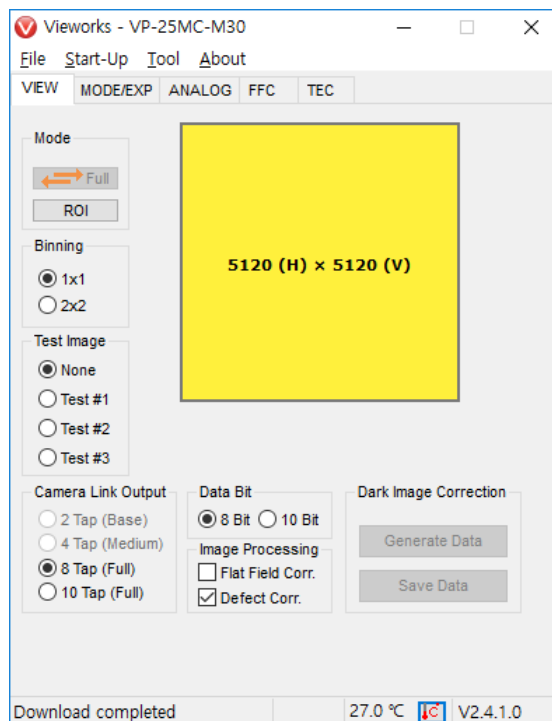 Vieworks - VP-25MC-M30
File Start-Up Tool About
VIEW MODE/EXP ANALOG FFC TEC
Mode
Full
ROI
Binning
1x1
2x2
5120 (H) × 5120 (V)
Test Image
None
Test #1
Test #2
Test #3
Camera Link Output
2 Tap (Base)
4 Tap (Medium)
8 Tap (Full)
10 Tap (Full)
Data Bit
8 Bit 10 Bit
Image Processing
Flat Field Corr.
Defect Corr.
Dark Image Correction
Generate Data
Save Data
Download completed 27.0 ℃ V2.4.1.0